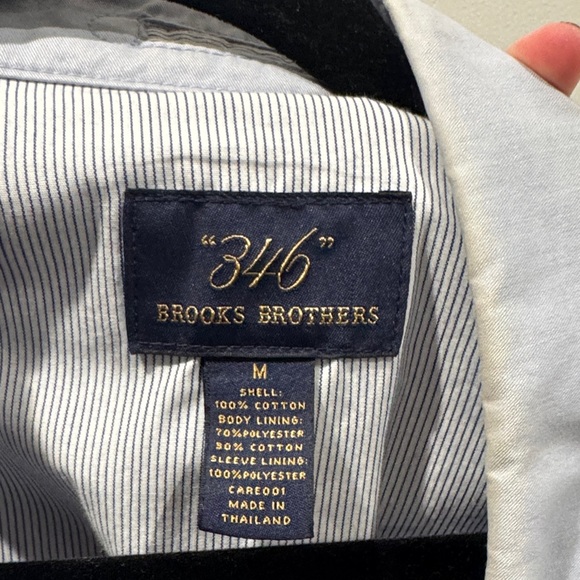 "346"
BROOKS BROTHERS
M
SHELL:
100% COTTON
BODY LINING:
70%POLYESTER
30% COTTON
SLEEVE LINING:
100%POLYESTER
CARE001
MADE IN
THAILAND